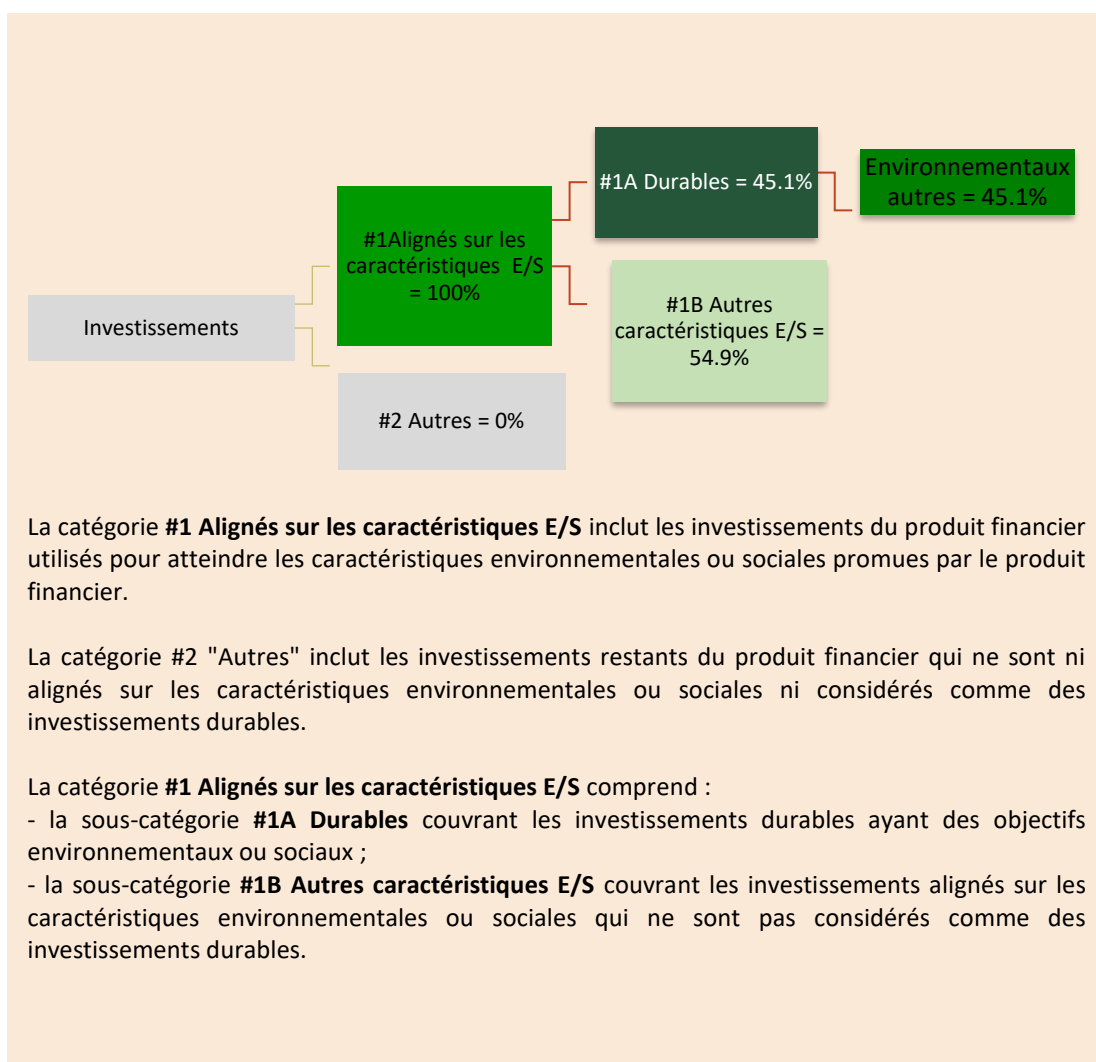 Investissements
#1Alignés sur les
caractéristiques E/S
= 100%
#2 Autres = 0%
#1A Durables = 45.1%
#1B Autres
caractéristiques E/S =
54.9%
Environnementaux
autres = 45.1%
La catégorie #1 Alignés sur les caractéristiques E/S inclut les investissements du produit financier
utilisés pour atteindre les caractéristiques environnementales ou sociales promues par le produit
financier.
La catégorie #2 "Autres" inclut les investissements restants du produit financier qui ne sont ni
alignés sur les caractéristiques environnementales ou sociales ni considérés comme des
investissements durables.
La catégorie #1 Alignés sur les caractéristiques E/S comprend :
- la sous-catégorie #1A Durables couvrant les investissements durables ayant des objectifs
environnementaux ou sociaux ;
- la sous-catégorie #1B Autres caractéristiques E/S couvrant les investissements alignés sur les
caractéristiques environnementales ou sociales qui ne sont pas considérés comme des
investissements durables.